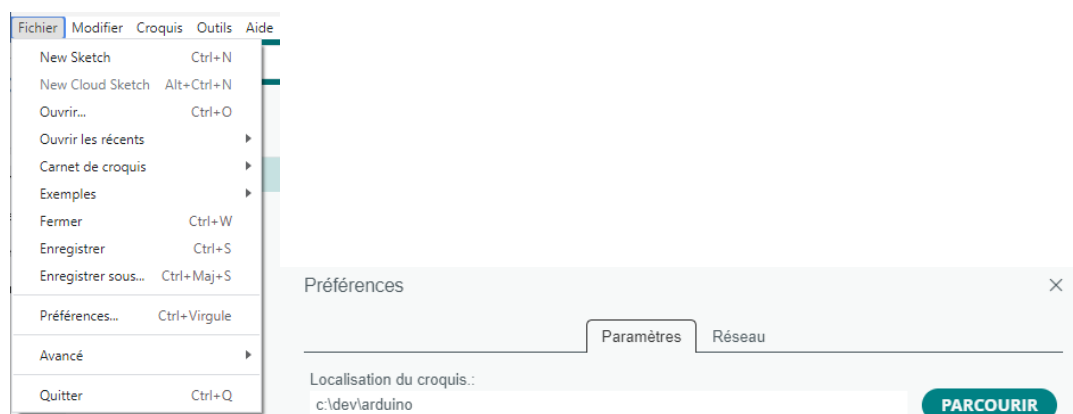 Fichier Modifier Croquis Outils Aide
New Sketch Ctrl+N
New Cloud Sketch Alt+Ctrl+N
Ouvrir... Ctrl+O
Ouvrir les récents
Carnet de croquis
Exemples
Fermer Ctrl+W
Enregistrer Ctrl+S
Enregistrer sous... Ctrl+Maj+S
Préférences... Ctrl+Virgule
Avancé
Quitter Ctrl+Q
Préférences
Paramètres Réseau
Localisation du croquis.:
c:\dev\arduino PARCOURIR